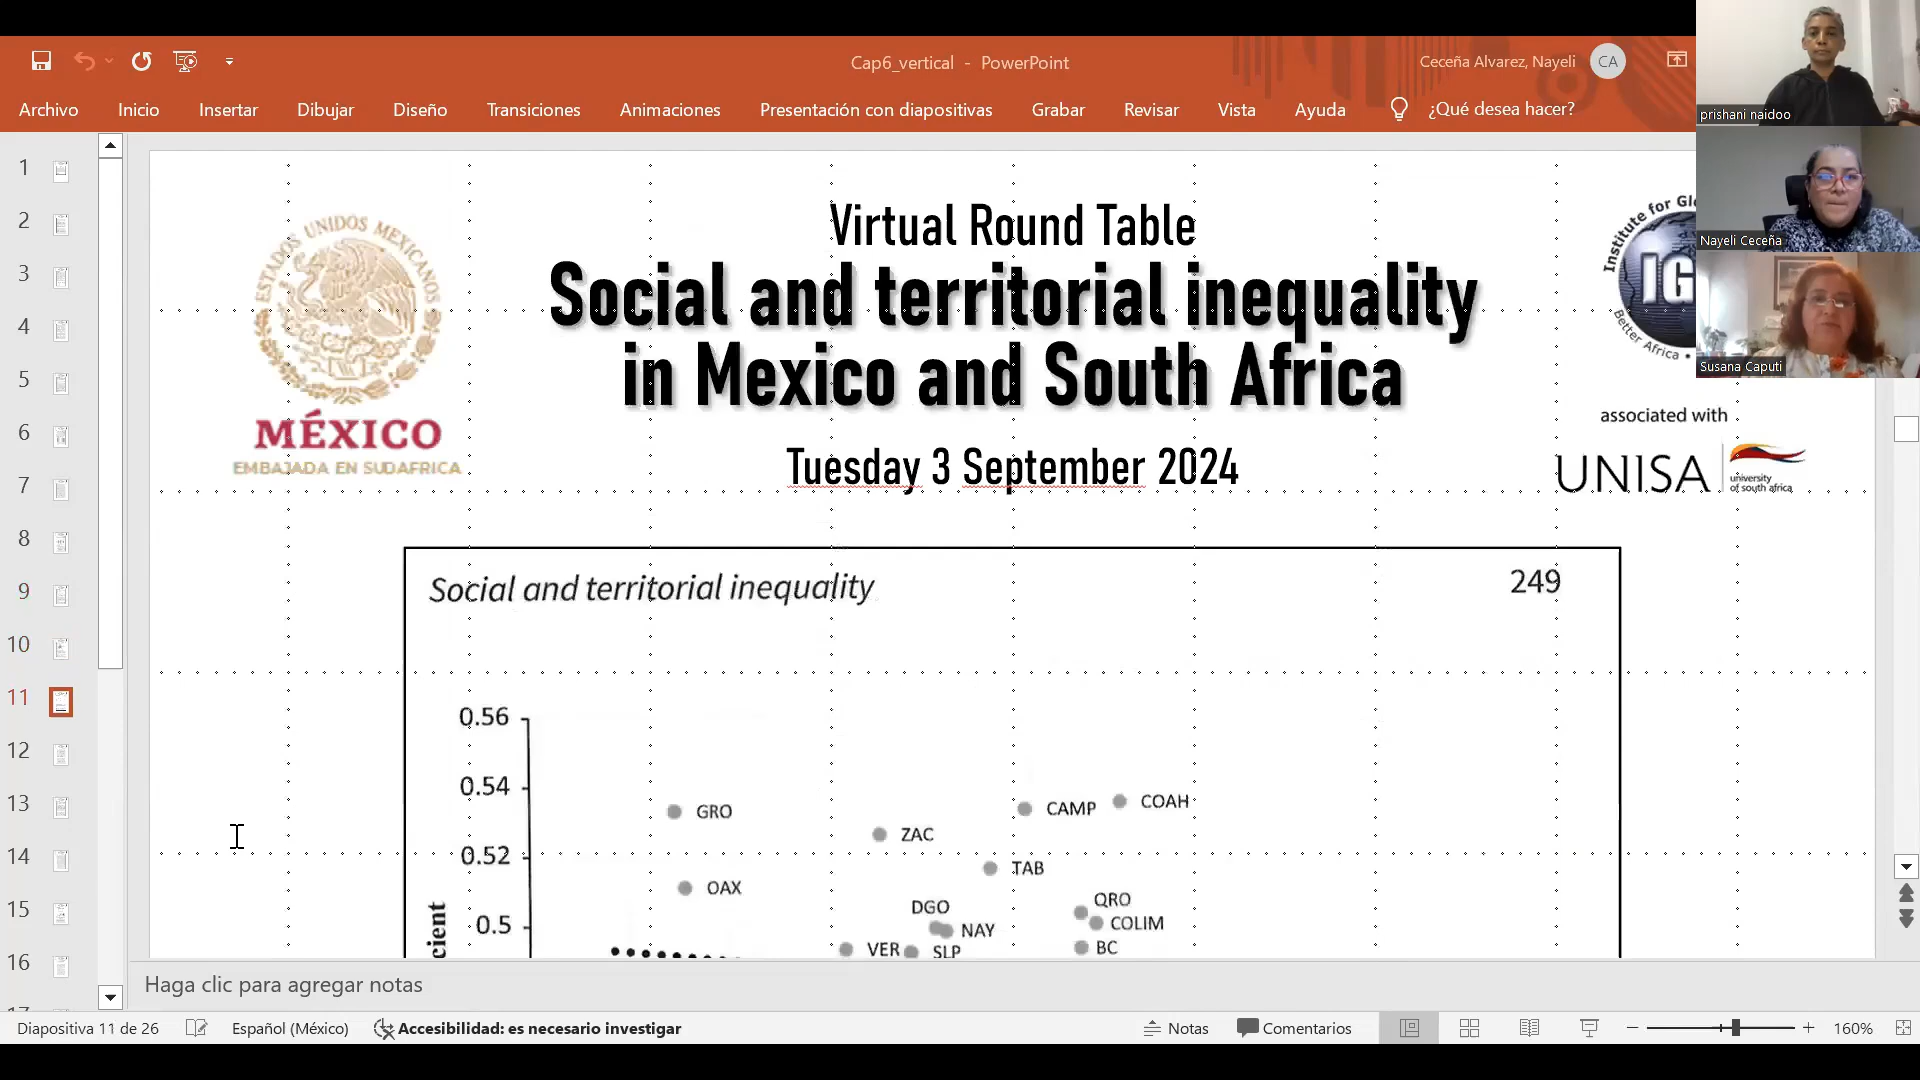 Cap6_vertical - PowerPoint
Ceceña Alvarez, Nayeli
CA
Archivo
Inicio
Insertar
Dibujar
Diseño
Transiciones
Animaciones
Presentación con diapositivas
Grabar
Revisar
Vista
Ayuda
¿Qué desea hacer?
prishani naidoo
Nayeli Ceceña
Susana Caputi
1
2
3
4
5
6
7
8
9
10
11
12
13
14
15
16
ESTADOS UNIDOS MEXICANOS
MÉXICO
EMBAJADA EN SUDAFRICA
Virtual Round Table
Social and territorial inequality
in Mexico and South Africa
Tuesday 3 September 2024
Institute for
IG
Better Africa •
associated with
UNISA
university
of south africa
Social and territorial inequality
249
0.56
0.54
0.52
0.5
GRO
CAMP
COAH
ZAC
TAB
OAX
QRO
DGO
COLIM
NAY
BC
VER
SLP
Haga clic para agregar notas
Diapositiva 11 de 26
Español (México)
Accesibilidad: es necesario investigar
Notas
Comentarios
160%